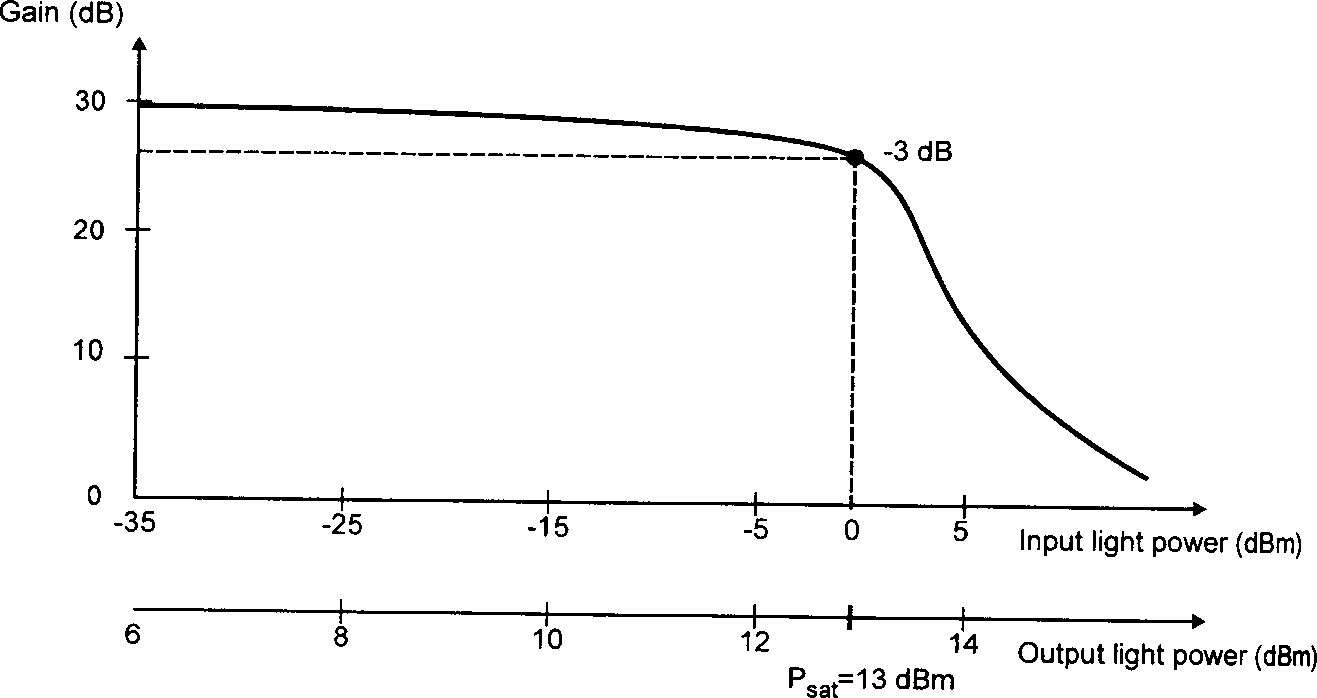 Gain (dB)
30
-3 dB
20
10
0
-35 -25 -15 -5 0 5
Input light power (dBm)
6 8 10 12 14
Output light power (dBm)
Psat=13 dBm